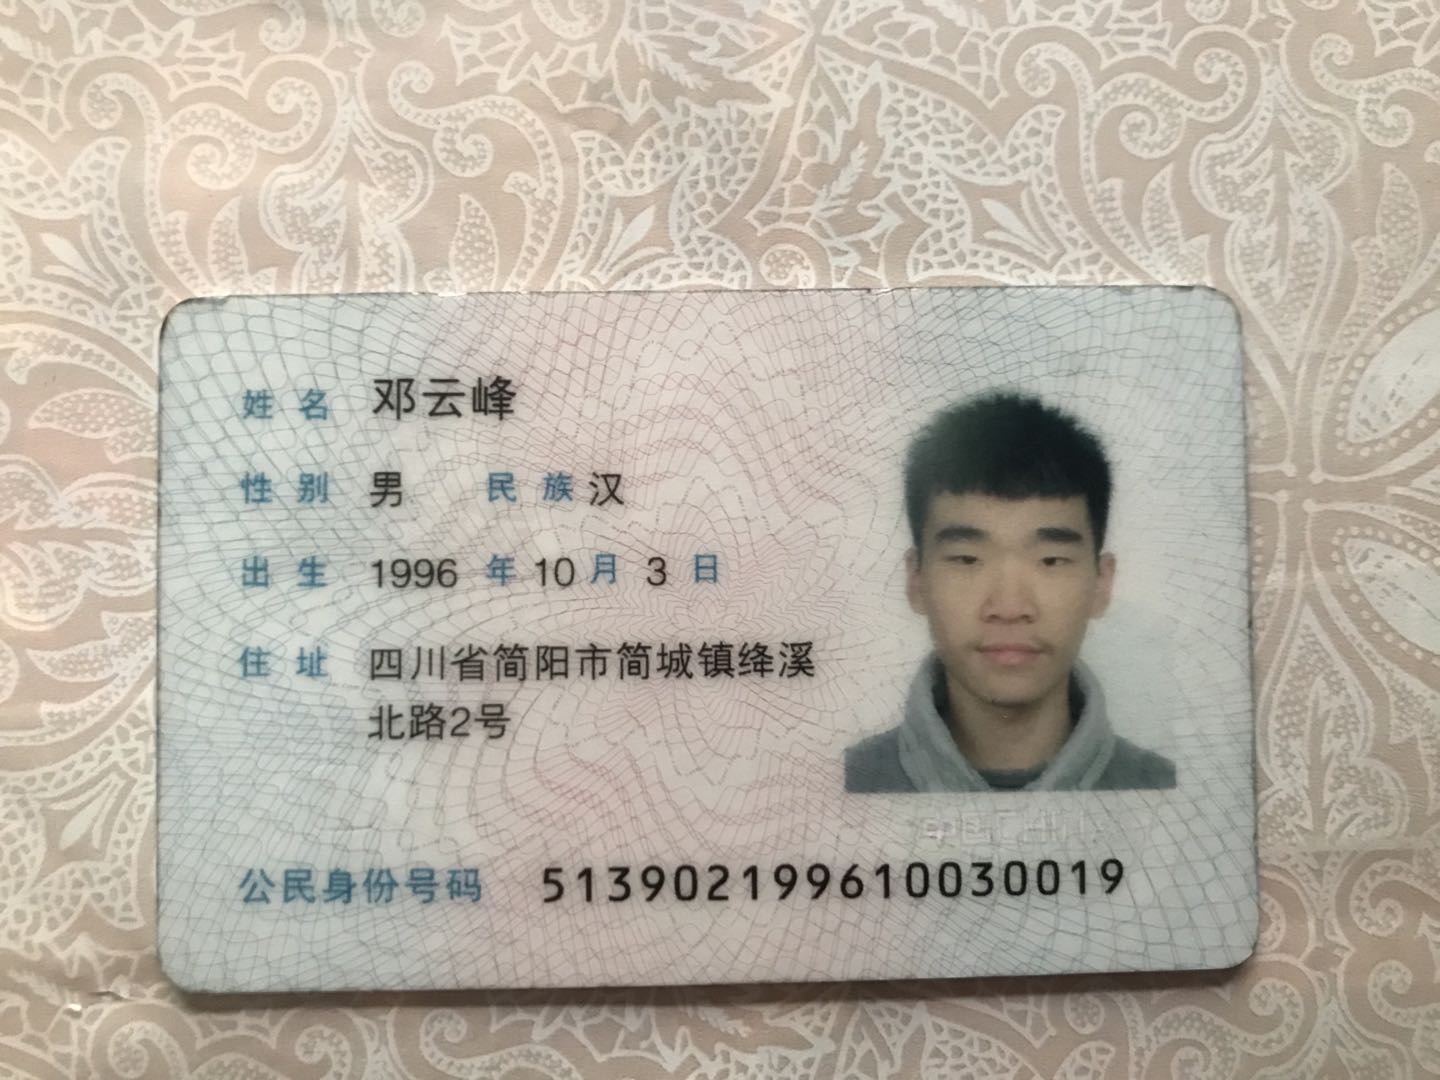 姓名 邓云峰
性别 男 民族 汉
出生 1996 年 10 月 3 日
住址 四川省简阳市简城镇绛溪
北路2号
公民身份号码 513902199610030019